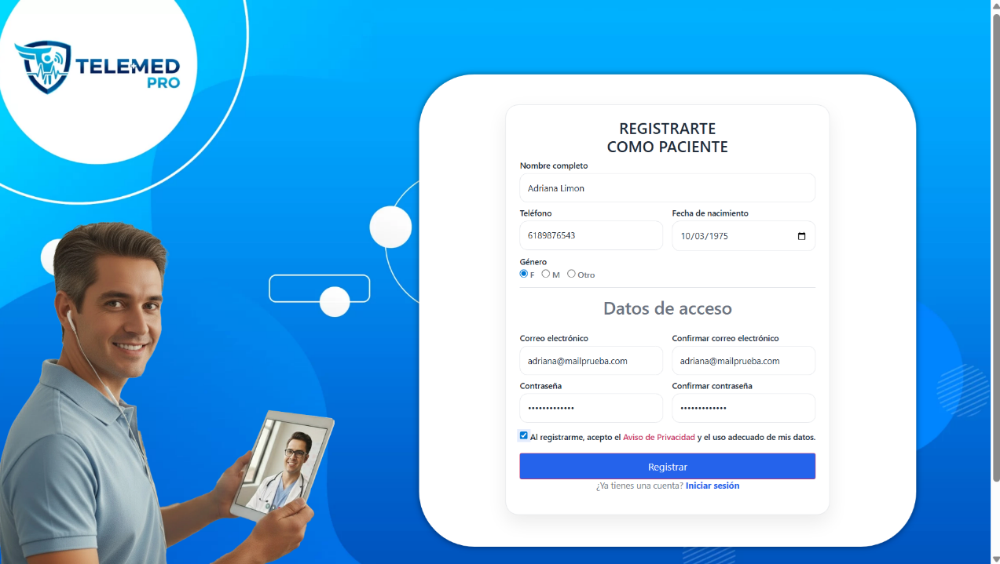 TELEMED
PRO
REGISTRARTE
COMO PACIENTE
Nombre completo
Adriana Limon
Teléfono
Fecha de nacimiento
6189876543
10/03/1975
Género
F M Otro
Datos de acceso
Correo electrónico
Confirmar correo electrónico
adriana@mailprueba.com
adriana@mailprueba.com
Contraseña
Confirmar contraseña
•••••••••••••
•••••••••••••
Al registrarme, acepto el Aviso de Privacidad y el uso adecuado de mis datos.
Registrar
¿Ya tienes una cuenta? Iniciar sesión